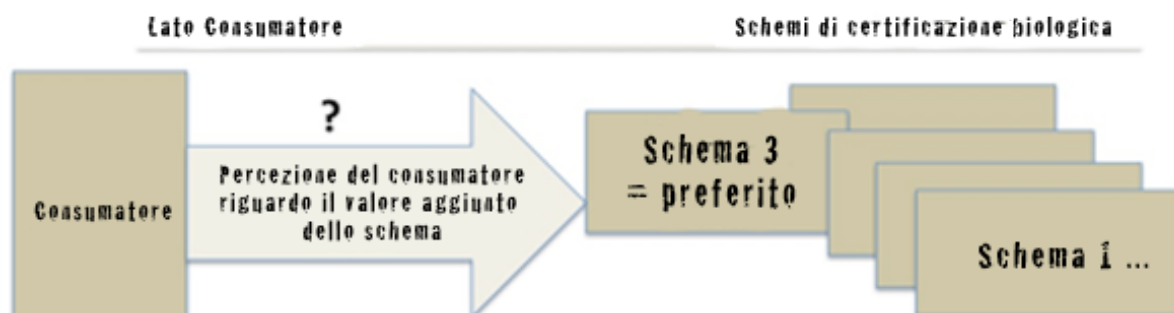 Lato Consumatore
Schemi di certificazione biologica
?
Percezione del consumatore
riguardo il valore aggiunto
dello schema
Consumatore
Schema 3
= preferito
Schema 1 ...